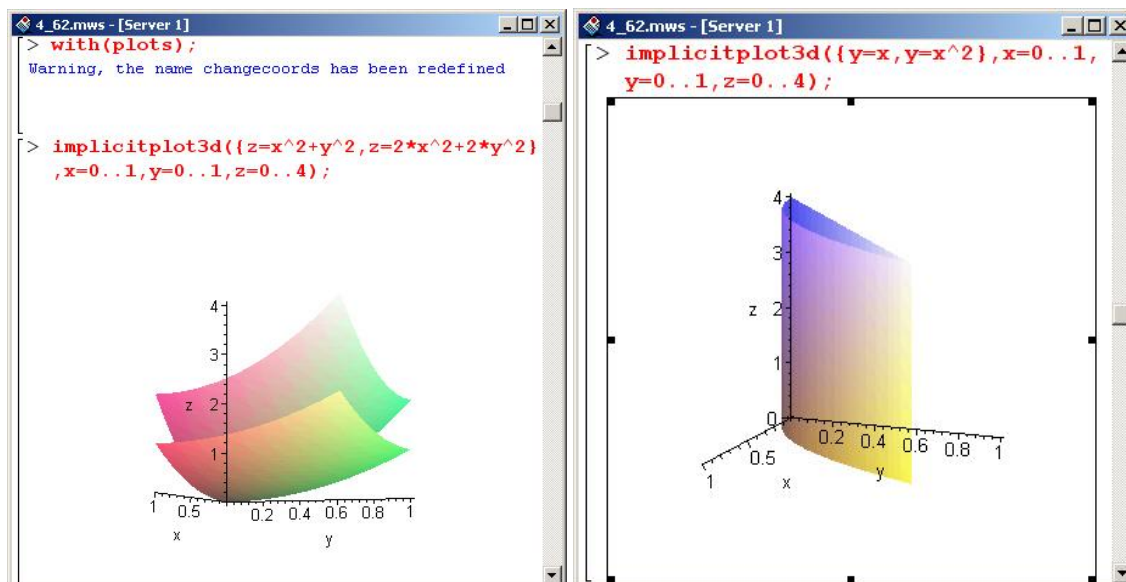 4_62.mws - [Server 1]
> with(plots);
Warning, the name changecoords has been redefined
> implicitplot3d({z=x^2+y^2,z=2*x^2+2*y^2}
,x=0..1,y=0..1,z=0..4);
4
3
z 2
1
1 0.5 0.2 0.4 0.6 0.8 1
x y
4_62.mws - [Server 1]
> implicitplot3d({y=x,y=x^2},x=0..1,
y=0..1,z=0..4);
4
3
z 2
1
0
0.5 0.2 0.4 0.6 0.8 1
1 x y